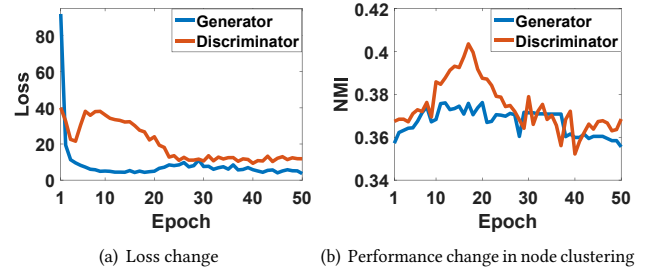 Generator
Discriminator
80
60
40
20
0
Loss
1
10
20
30
40
50
Epoch
(a) Loss change
Generator
Discriminator
0.42
0.4
0.38
0.36
0.34
NMI
1
10
20
30
40
50
Epoch
(b) Performance change in node clustering